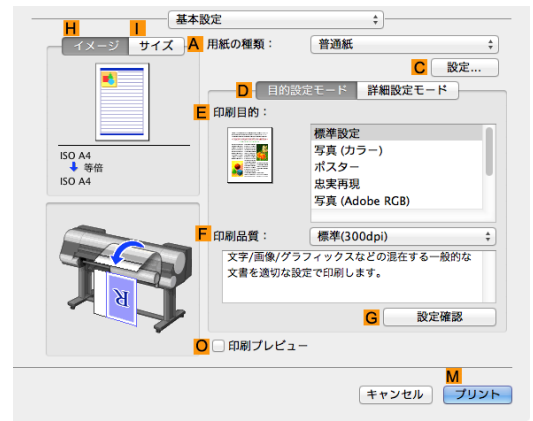 基本設定
H
I
イメージ サイズ
A 用紙の種類： 普通紙
C 設定...
D 目的設定モード 詳細設定モード
E 印刷目的：
標準設定
写真 (カラー)
ポスター
忠実再現
写真 (Adobe RGB)
ISO A4
等倍
ISO A4
F 印刷品質： 標準(300dpi)
文字/画像/グラフィックスなどの混在する一般的な
文書を適切な設定で印刷します。
R
G 設定確認
O 印刷プレビュー
M
キャンセル プリント